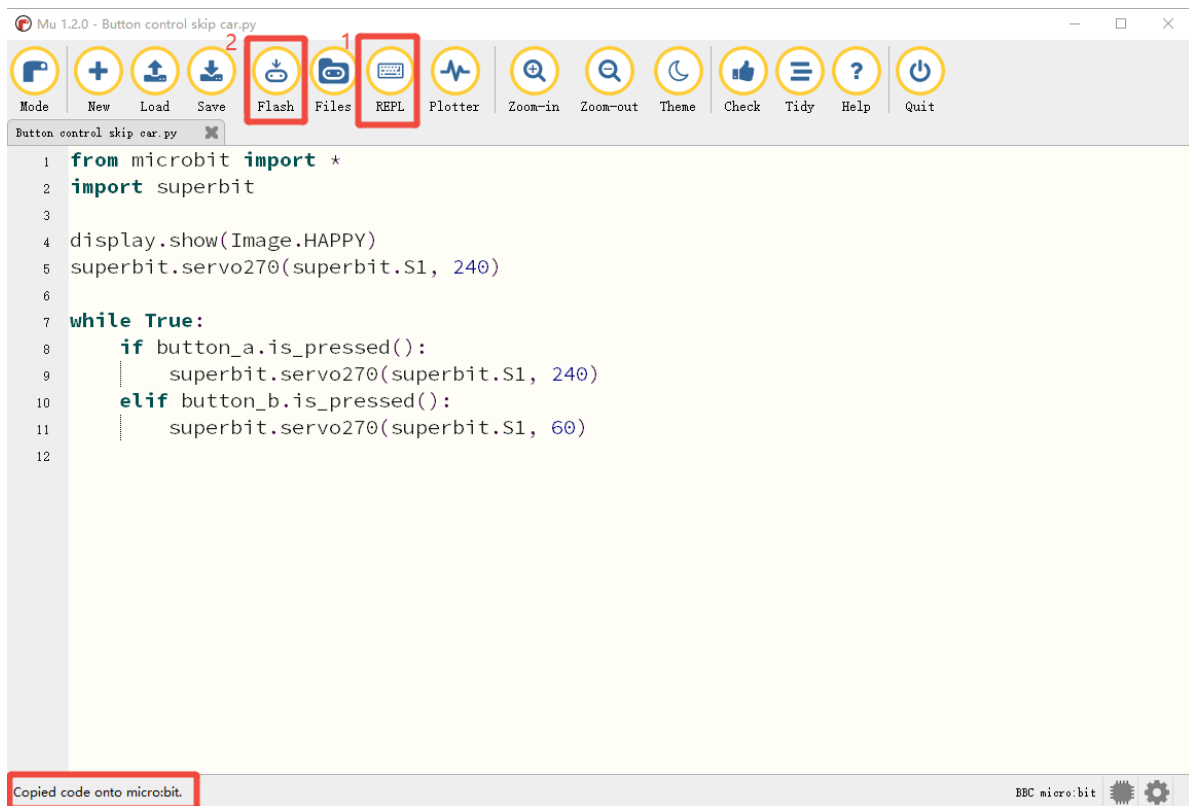 Mu 1.2.0 - Button control skip car.py
2 1
Mode New Load Save Flash Files REPL Plotter Zoom-in Zoom-out Theme Check Tidy Help Quit
Button control skip car.py
1 from microbit import *
2 import superbit
3
4 display.show(Image.HAPPY)
5 superbit.servo270(superbit.S1, 240)
6
7 while True:
8     if button_a.is_pressed():
9         superbit.servo270(superbit.S1, 240)
10     elif button_b.is_pressed():
11         superbit.servo270(superbit.S1, 60)
12
Copied code onto micro:bit. BBC micro:bit